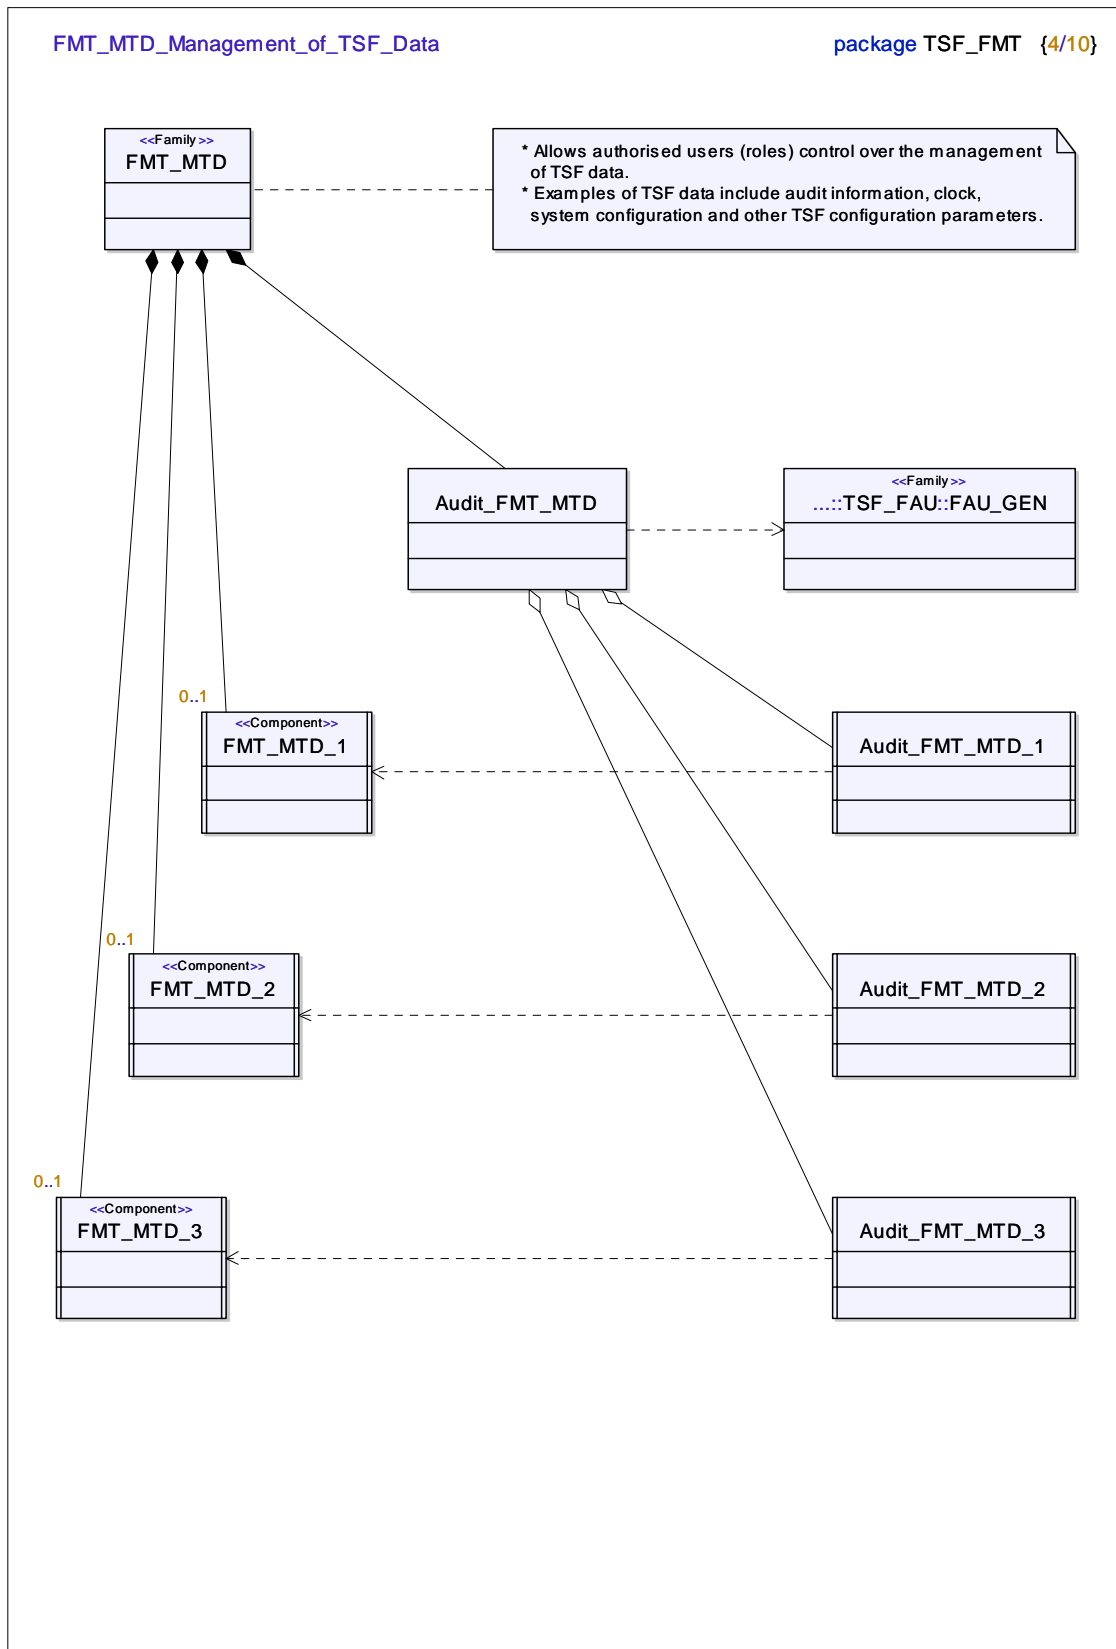 FMT_MTD_Management_of_TSF_Data
package TSF_FMT {4/10}
<<Family>>
FMT_MTD
* Allows authorised users (roles) control over the management
of TSF data.
* Examples of TSF data include audit information, clock,
system configuration and other TSF configuration parameters.
Audit_FMT_MTD
<<Family>>
...::TSF_FAU::FAU_GEN
0..1
<<Component>>
FMT_MTD_1
Audit_FMT_MTD_1
0..1
<<Component>>
FMT_MTD_2
Audit_FMT_MTD_2
0..1
<<Component>>
FMT_MTD_3
Audit_FMT_MTD_3